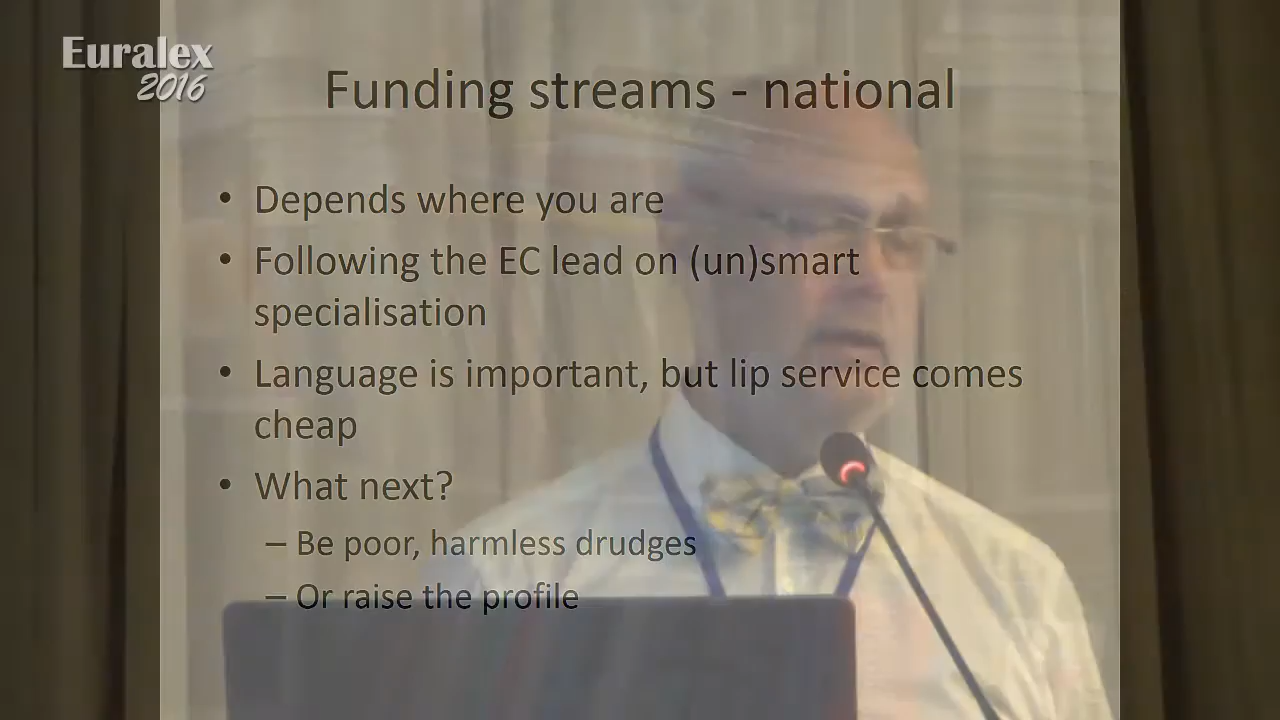 Euralex
2016
Funding streams - national
• Depends where you are
• Following the EC lead on (un)smart
specialisation
• Language is important, but lip service comes
cheap
• What next?
– Be poor, harmless drudges
– Or raise the profile